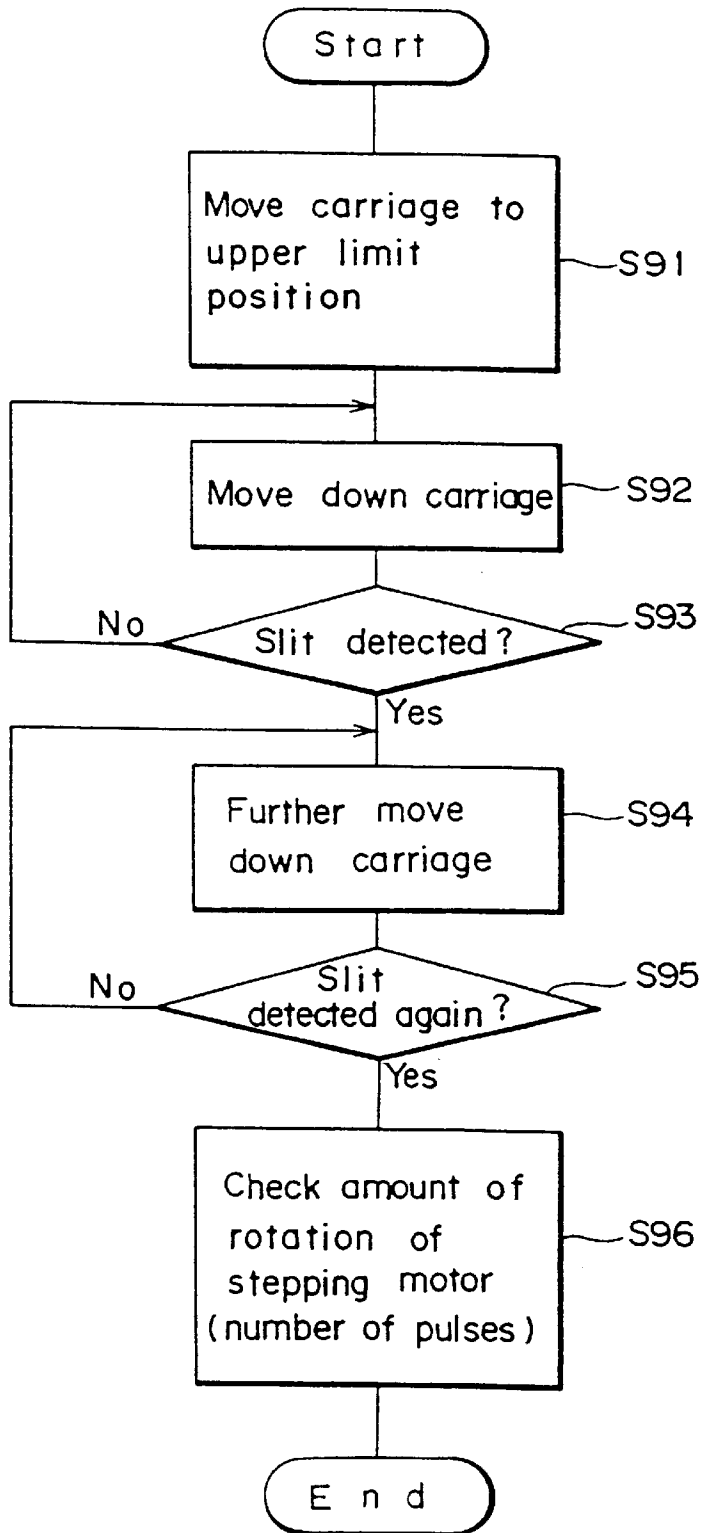 Start
Move carriage to
upper limit
position
S91
Move down carriage
S92
S93
No
Slit detected?
Yes
Further move
down carriage
S94
S95
No
Slit
detected again?
Yes
Check amount of
rotation of
stepping motor
(number of pulses)
S96
End